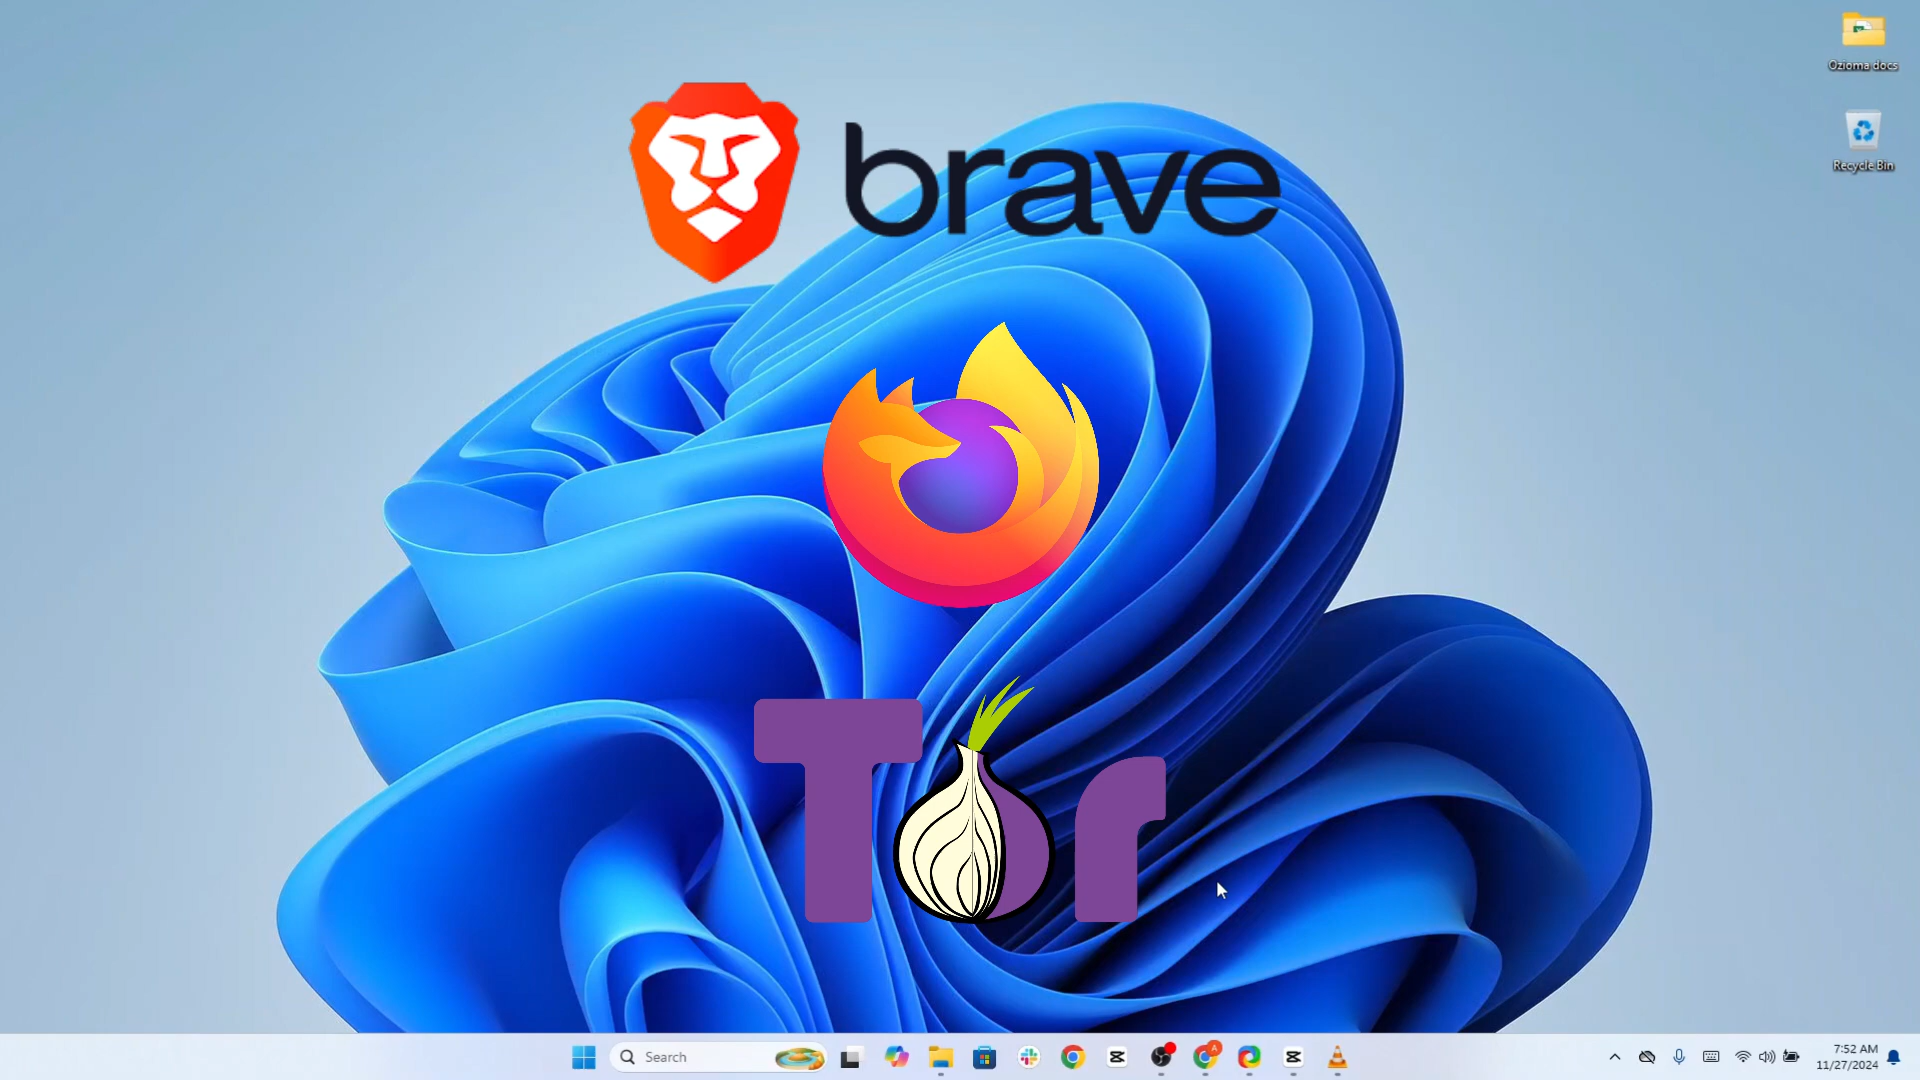 Ozioma docs
brave
Recycle Bin
Tor
Search
A
7:52 AM
11/27/2024